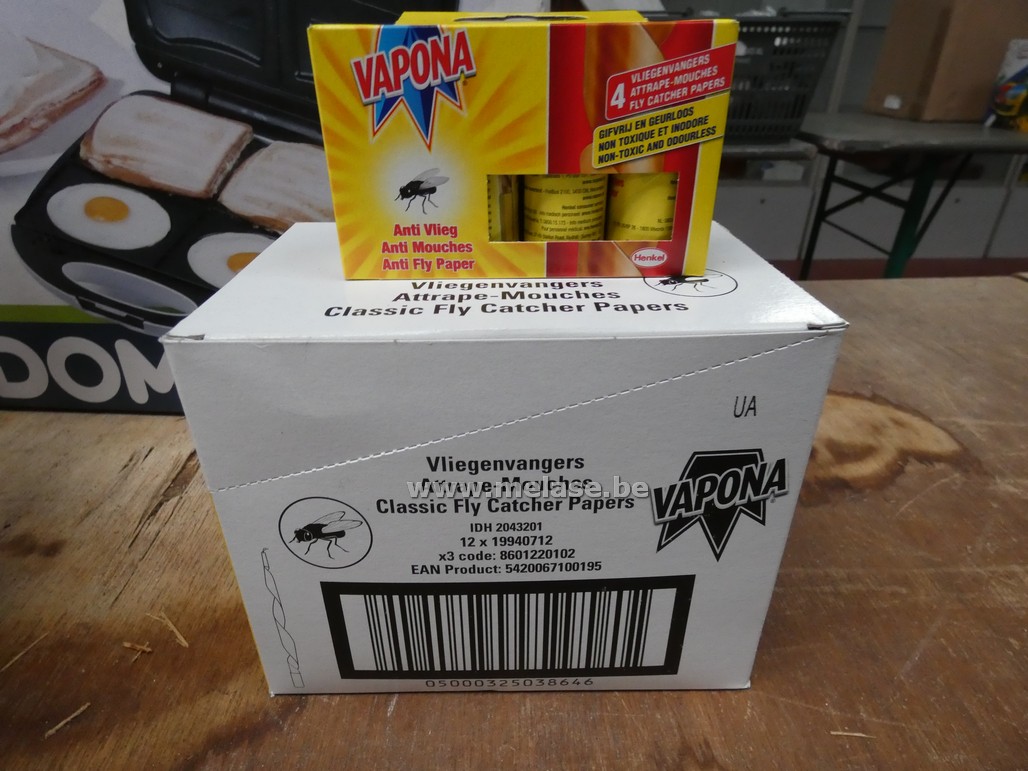 VAPONA
4 VLIEGENVANGERS
ATTRAPE-MOUCHES
FLY CATCHER PAPERS
GIFVRIJ EN GEURLOOS
NON TOXIQUE ET INODORE
NON-TOXIC AND ODOURLESS
Anti Vlieg
Anti Mouches
Anti Fly Paper
Henkel
Vliegenvangers
Attrape-Mouches
Classic Fly Catcher Papers
DOM
UA
Vliegenvangers
Attrape-Mouches
www.melase.be
Classic Fly Catcher Papers
VAPONA
IDH 2043201
12 x 19940712
x3 code: 8601220102
EAN Product: 5420067100195
05000325038646